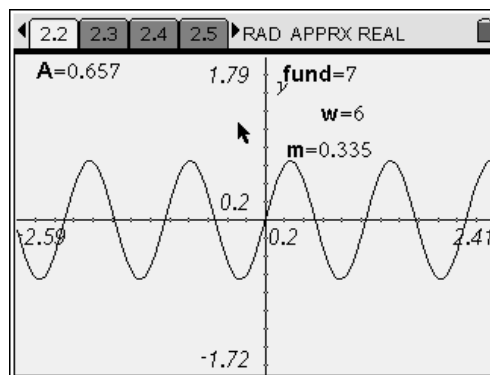 2.2 2.3 2.4 2.5 RAD APPRX REAL
A=0.657 1.79 y fund=7
w=6
m=0.335
0.2
-2.59 0.2 2.41
-1.72